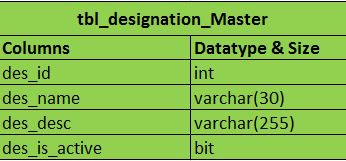 tbl_designation_Master
Columns Datatype & Size
des_id int
des_name varchar(30)
des_desc varchar(255)
des_is_active bit